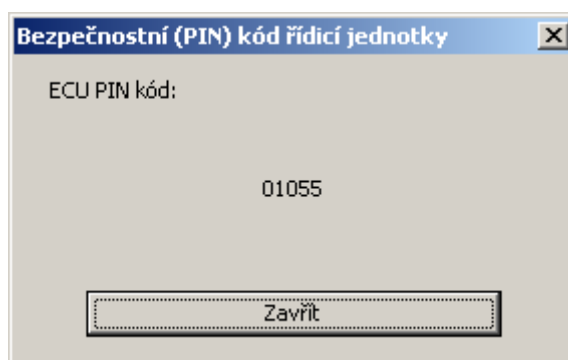 Bezpečnostní (PIN) kód řídicí jednotky
ECU PIN kód:
01055
Zavřít